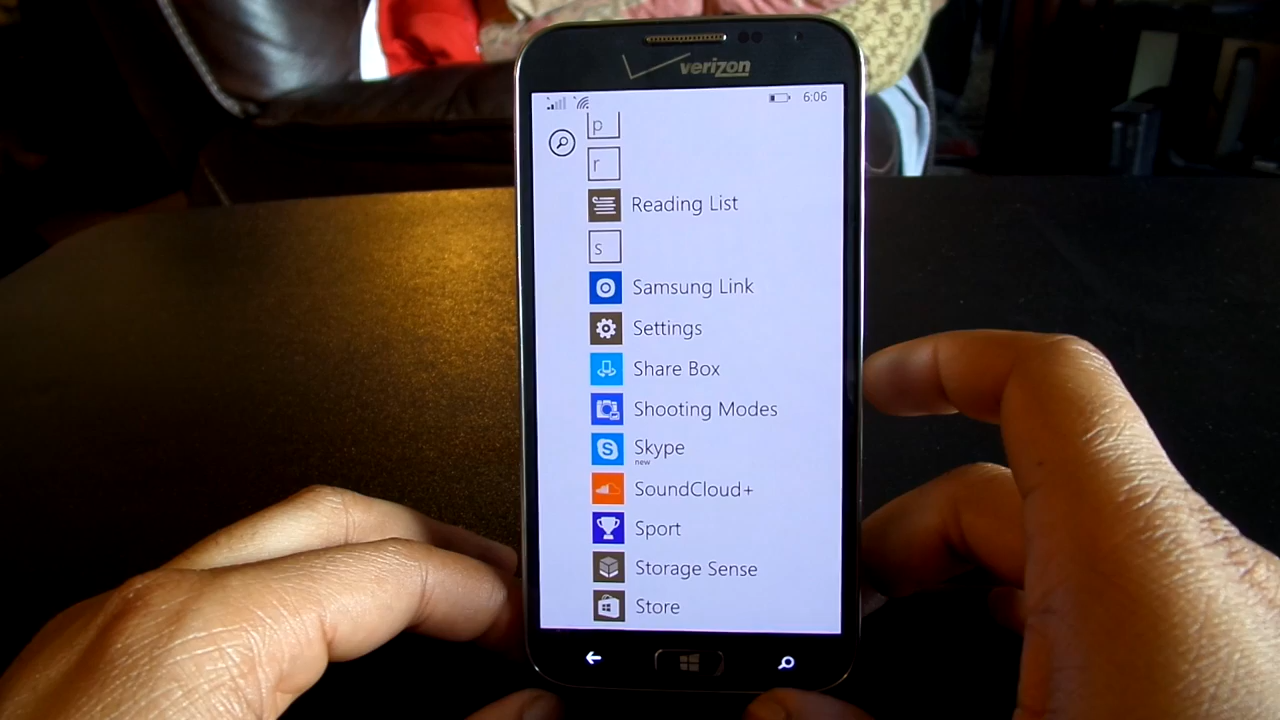 verizon
6:06
p
r
Reading List
s
Samsung Link
Settings
Share Box
Shooting Modes
Skype
new
SoundCloud+
Sport
Storage Sense
Store